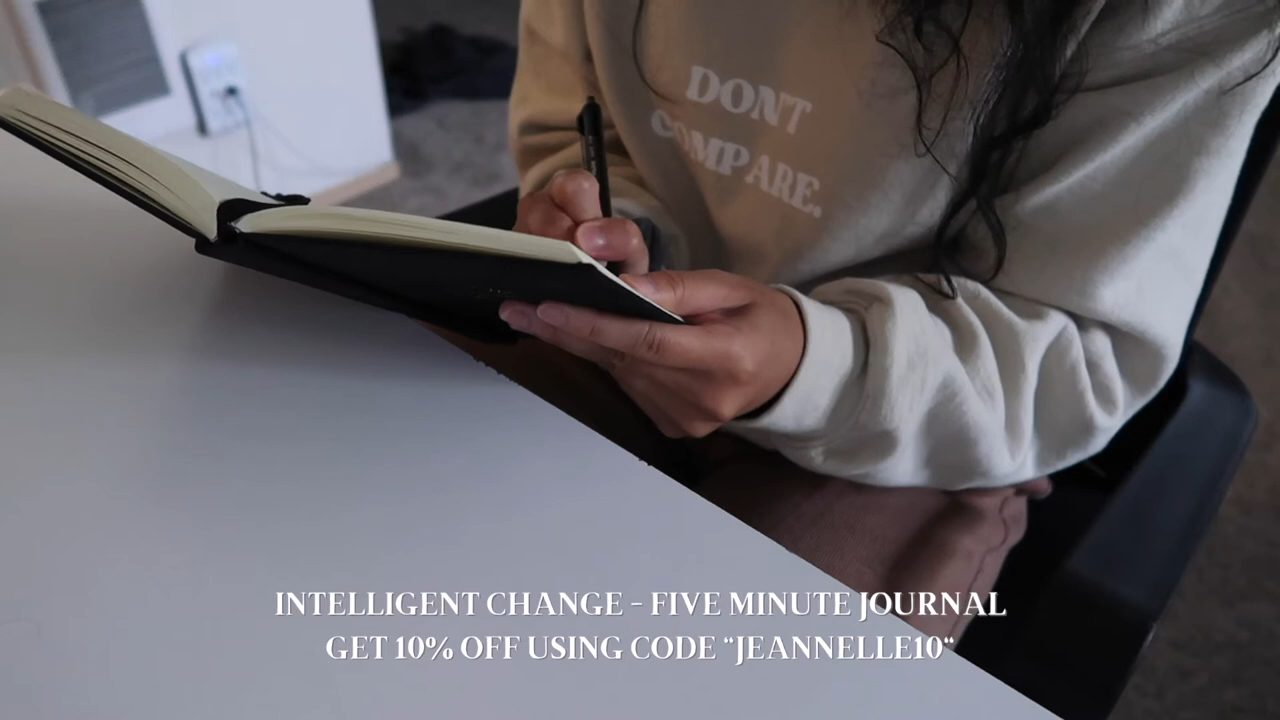 DONT
COMPARE.
INTELLIGENT CHANGE - FIVE MINUTE JOURNAL
GET 10% OFF USING CODE “JEANNELLE10“